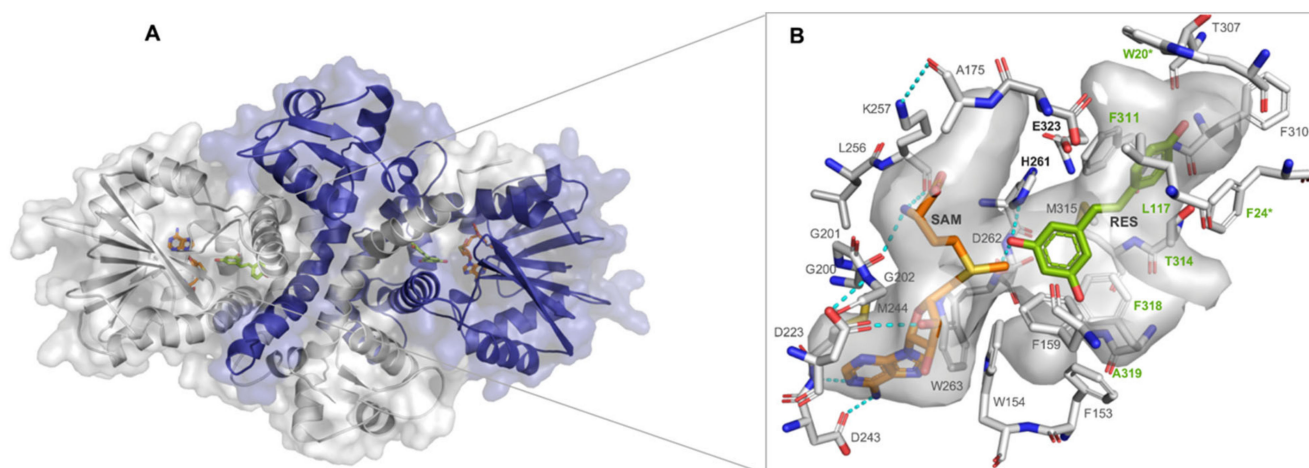 A
B
T307
W20*
A175
K257
F311
E323
F310
L256
H261
SAM
M315
L117
F24*
RES
G201
D262
T314
G200
G202
F318
M244
D223
F159
A319
W263
W154
F153
D243